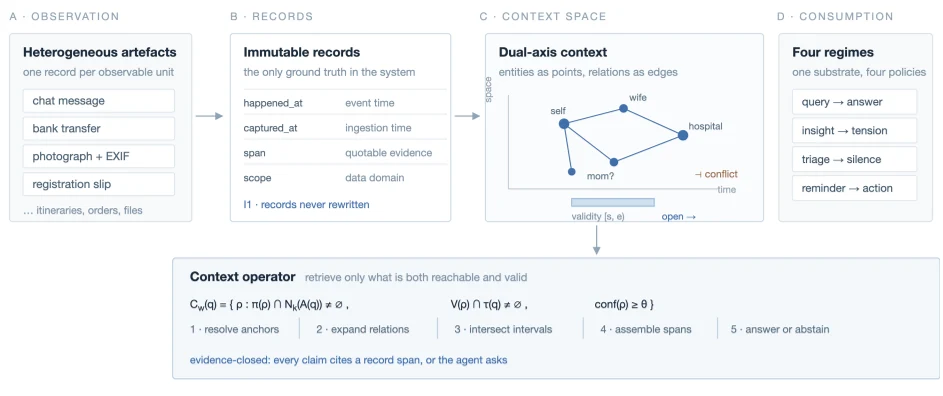 A · OBSERVATION
Heterogeneous artefacts
one record per observable unit
chat message
bank transfer
photograph + EXIF
registration slip
… itineraries, orders, files
B · RECORDS
Immutable records
the only ground truth in the system
happened_at event time
captured_at ingestion time
span quotable evidence
scope data domain
I1 · records never rewritten
C · CONTEXT SPACE
Dual-axis context
entities as points, relations as edges
space
self
wife
hospital
mom?
⊣ conflict
time
validity [s, e)
open →
D · CONSUMPTION
Four regimes
one substrate, four policies
query → answer
insight → tension
triage → silence
reminder → action
Context operator retrieve only what is both reachable and valid
Cw(q) = { ρ : π(ρ) ∩ Nk(A(q)) ≠ ∅ , V(ρ) ∩ τ(q) ≠ ∅ , conf(ρ) ≥ θ }
1 · resolve anchors 2 · expand relations 3 · intersect intervals 4 · assemble spans 5 · answer or abstain
evidence-closed: every claim cites a record span, or the agent asks